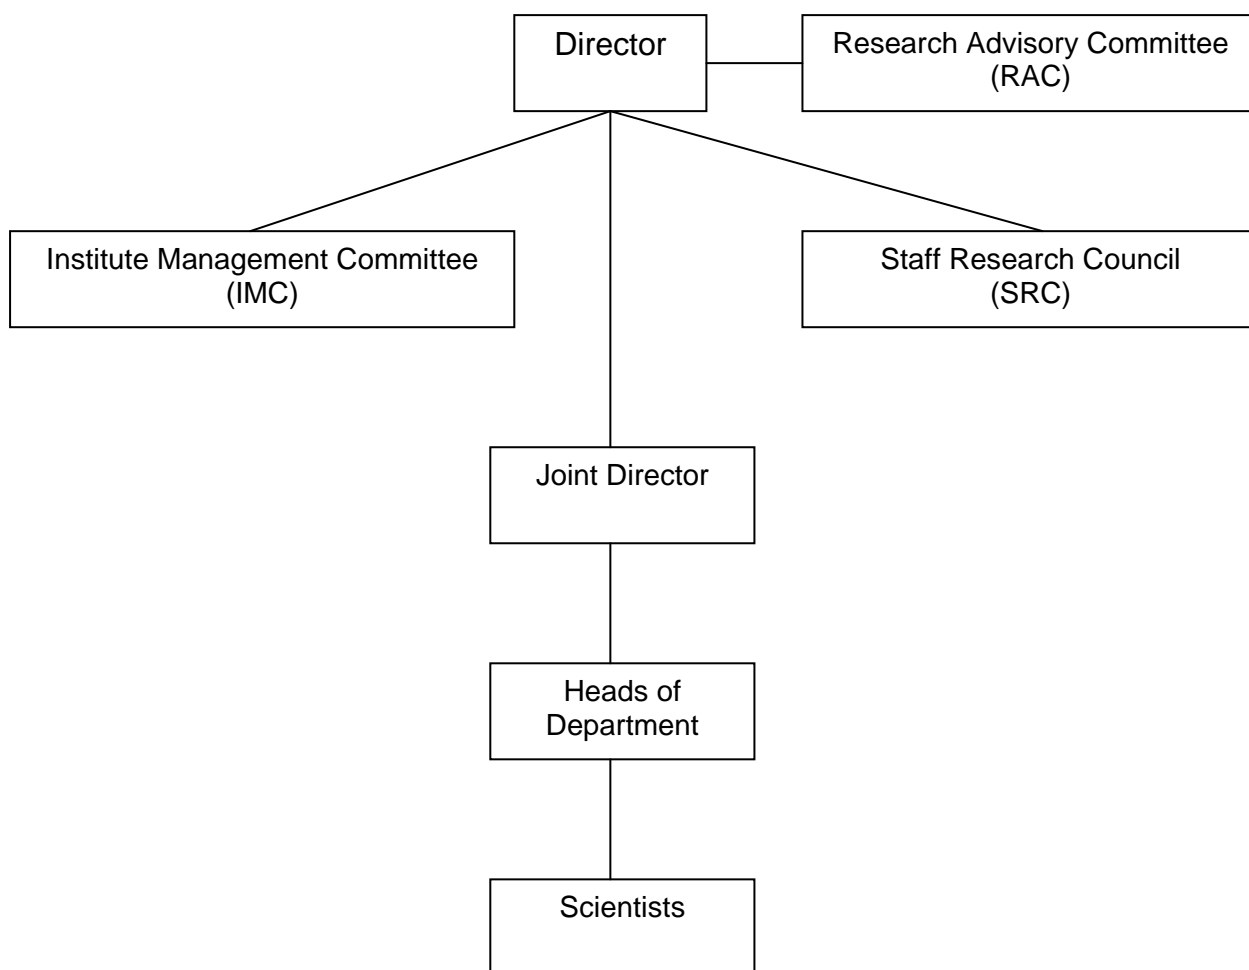 Director
Research Advisory Committee
(RAC)
Institute Management Committee
(IMC)
Staff Research Council
(SRC)
Joint Director
Heads of
Department
Scientists